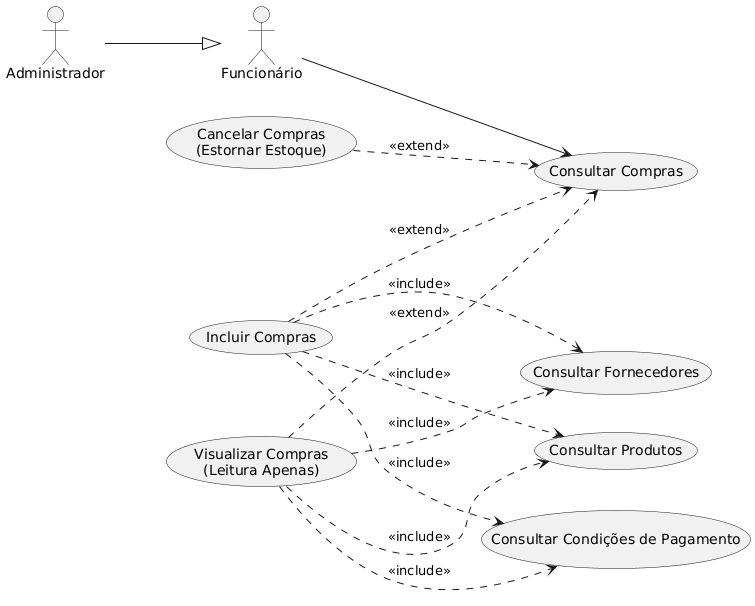 Administrador
Funcionário
Cancelar Compras
(Estornar Estoque)
«extend»
Consultar Compras
«extend»
«include»
«extend»
Incluir Compras
«include»
Consultar Fornecedores
«include»
Visualizar Compras
(Leitura Apenas)
«include»
Consultar Produtos
«include»
Consultar Condições de Pagamento
«include»